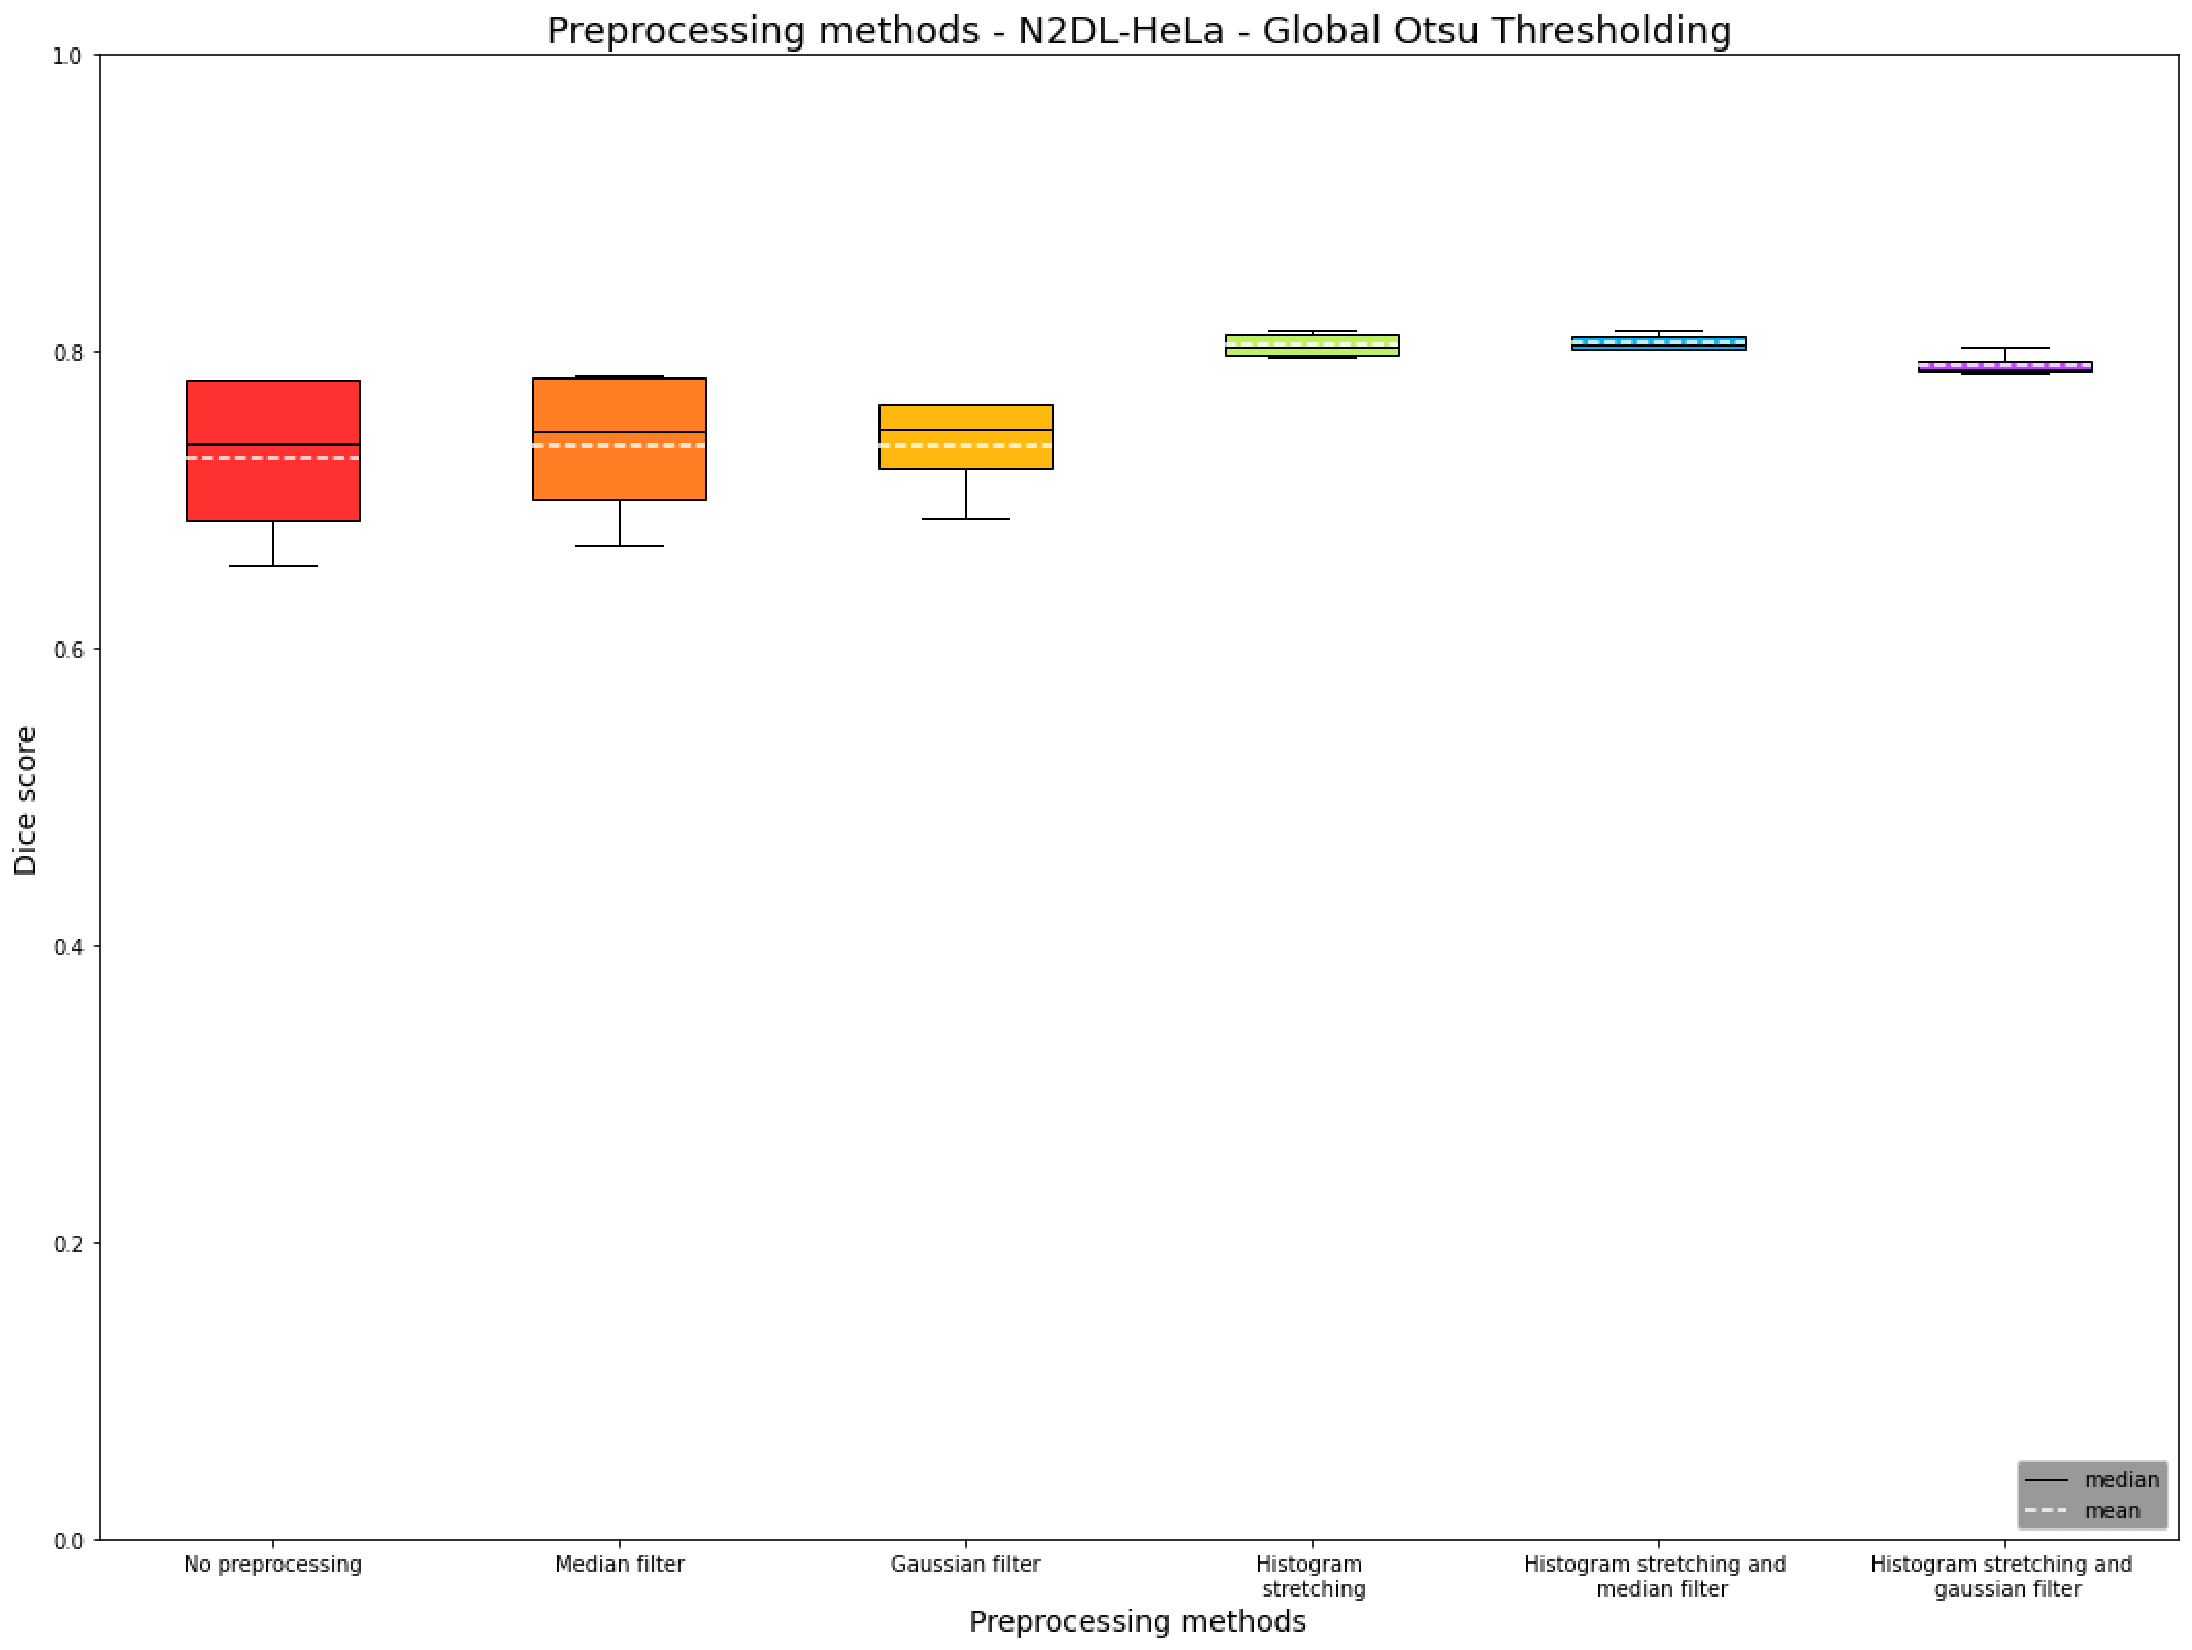 Preprocessing methods - N2DL-HeLa - Global Otsu Thresholding
1.0
0.8
0.6
0.4
0.2
0.0
Dice score
median
mean
No preprocessing
Median filter
Gaussian filter
Histogram
stretching
Histogram stretching and
median filter
Histogram stretching and
gaussian filter
Preprocessing methods